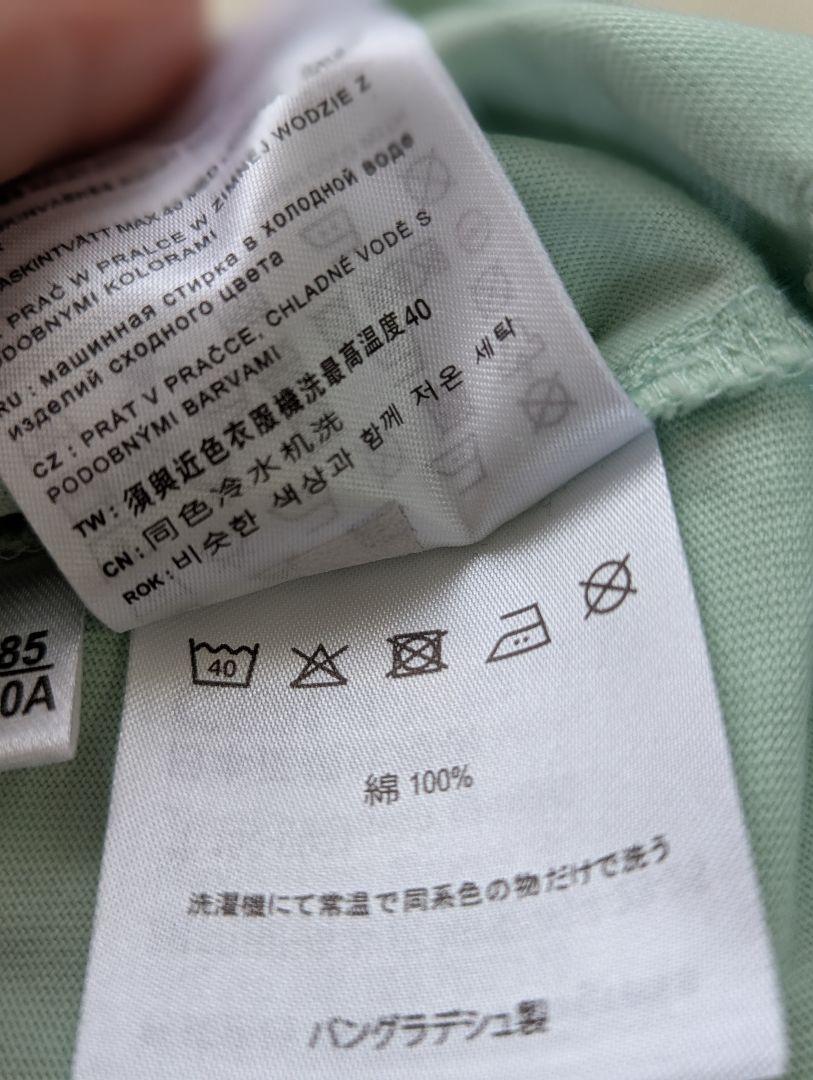 ASKINTVÄTT MAX 40
PRAĆ W PRALCE W ZIMNEJ WODZIE Z
PODOBNYMI KOLORAMI
RU : машинная стирка в холодной воде
изделий сходного цвета
CZ : PRÁT V PRAČCE, CHLADNÉ VODĚ S
PODOBNÝMI BARVAMI
TW : 須與近色衣服機洗最高溫度40
CN : 同色冷水机洗
ROK : 비슷한 색상과 함께 저온 세탁
85
0A
40
綿 100%
洗濯機にて常温で同系色の物だけで洗う
バングラデシュ製